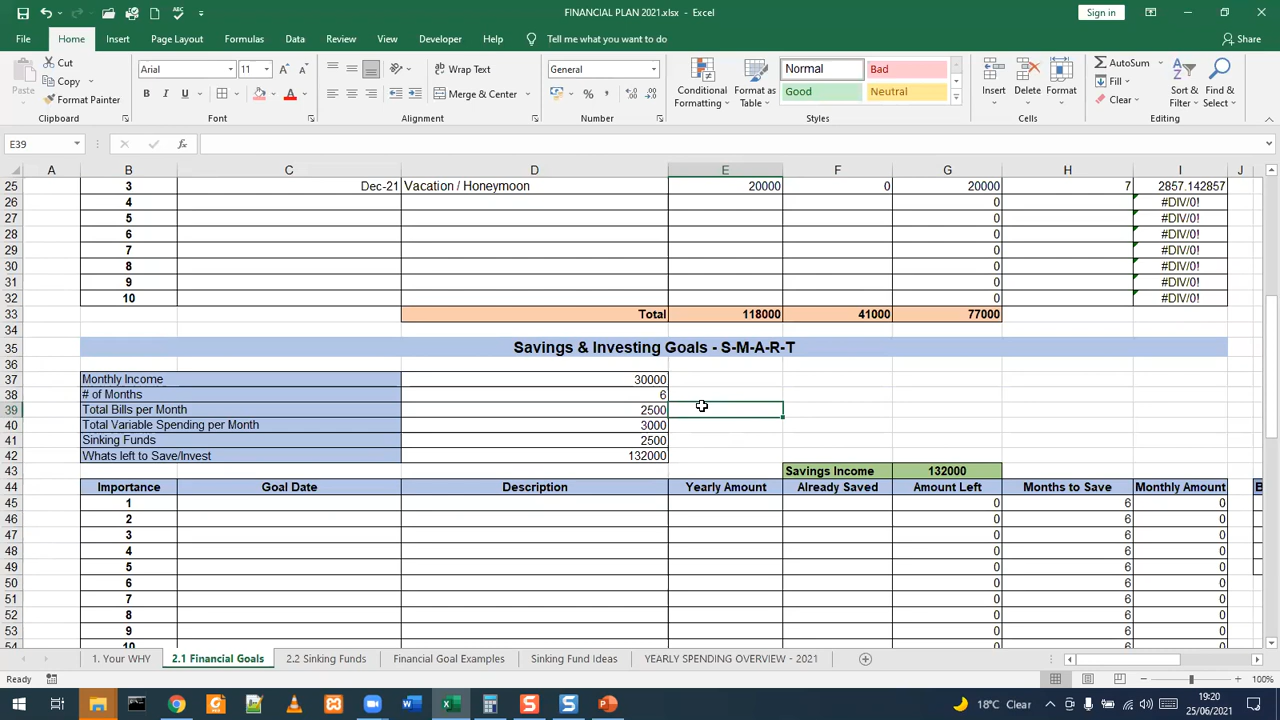 FINANCIAL PLAN 2021.xlsx - Excel
Sign in
File Home Insert Page Layout Formulas Data Review View Developer Help Tell me what you want to do Share
Paste
Cut
Copy
Format Painter
Clipboard
Arial 11
Font
Wrap Text
Merge & Center
Alignment
General
Number
Conditional Formatting
Format as Table
Normal Bad
Good Neutral
Styles
Insert Delete Format
Cells
AutoSum
Fill
Clear
Sort & Filter
Find & Select
Editing
E39
A B C D E F G H I J
25 3 Dec-21 Vacation / Honeymoon 20000 0 20000 7 2857.142857
26 4 0 #DIV/0!
27 5 0 #DIV/0!
28 6 0 #DIV/0!
29 7 0 #DIV/0!
30 8 0 #DIV/0!
31 9 0 #DIV/0!
32 10 0 #DIV/0!
33 Total 118000 41000 77000
34
35 Savings & Investing Goals - S-M-A-R-T
36
37 Monthly Income 30000
38 # of Months 6
39 Total Bills per Month 2500
40 Total Variable Spending per Month 3000
41 Sinking Funds 2500
42 Whats left to Save/Invest 132000
43 Savings Income 132000
44 Importance Goal Date Description Yearly Amount Already Saved Amount Left Months to Save Monthly Amount
45 1 0 6 0
46 2 0 6 0
47 3 0 6 0
48 4 0 6 0
49 5 0 6 0
50 6 0 6 0
51 7 0 6 0
52 8 0 6 0
53 9 0 6 0
54 10 0 6 0
1. Your WHY 2.1 Financial Goals 2.2 Sinking Funds Financial Goal Examples Sinking Fund Ideas YEARLY SPENDING OVERVIEW - 2021
Ready 100%
18°C Clear
19:20
25/06/2021